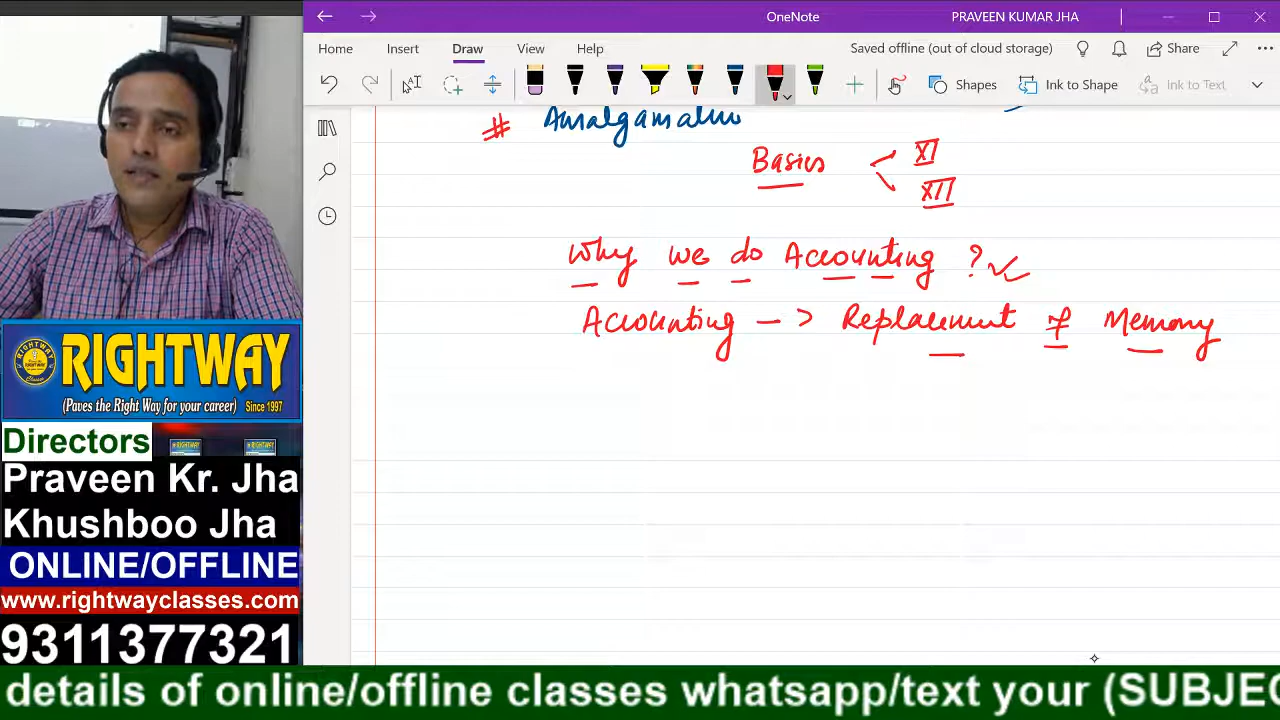 OneNote
PRAVEEN KUMAR JHA
Home Insert Draw View Help
Saved offline (out of cloud storage)
Share
Shapes
Ink to Shape
Ink to Text
# Amalgamation
Basics < XI
XII
Why we do Accounting ?
Accounting --> Replacement of Memory
RIGHTWAY
(Paves the Right Way for your career) Since 1997
Directors
Praveen Kr. Jha
Khushboo Jha
ONLINE/OFFLINE
www.rightwayclasses.com
9311377321
details of online/offline classes whatsapp/text your (SUBJEC